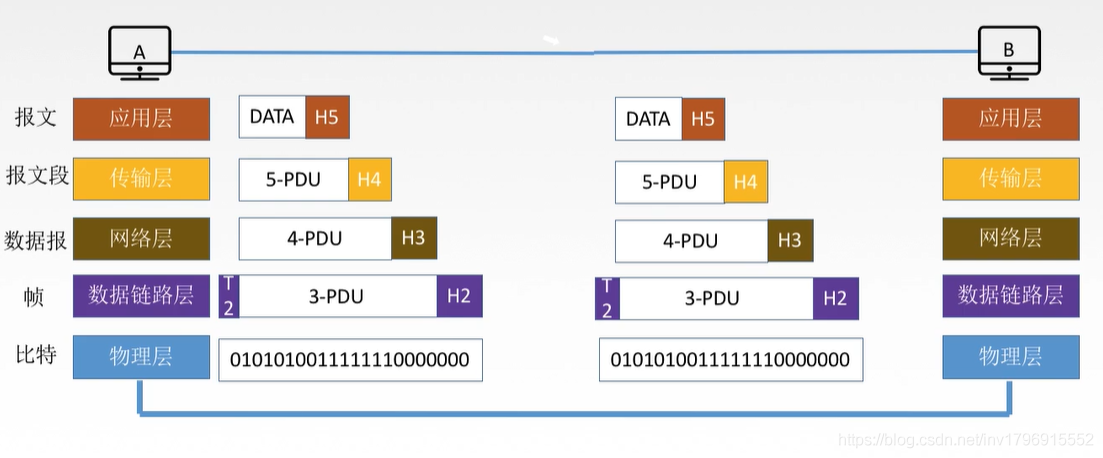 A B
报文 应用层 DATA H5 DATA H5 应用层
报文段 传输层 5-PDU H4 5-PDU H4 传输层
数据报 网络层 4-PDU H3 4-PDU H3 网络层
帧 数据链路层 T2 3-PDU H2 T2 3-PDU H2 数据链路层
比特 物理层 0101010011111110000000 0101010011111110000000 物理层
https://blog.csdn.net/inv1796915552